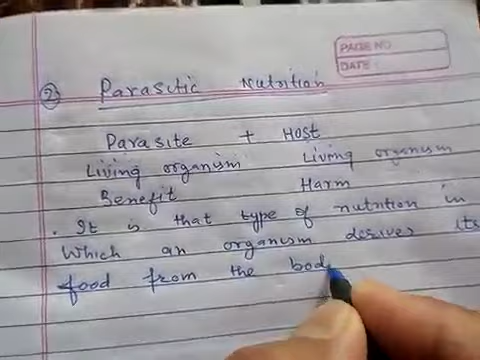 PAGE NO
DATE:
② Parasitic Nutrition
Parasite + Host
Living organism Living organism
Benefit Harm
. It is that type of nutrition in
Which an organism derives its
food from the bod